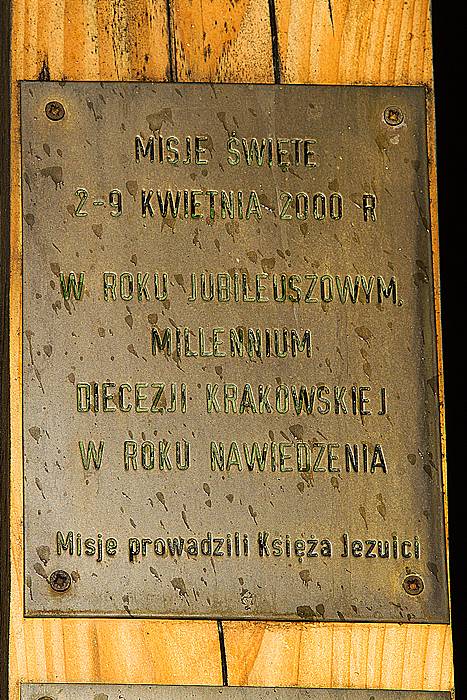 MISJE ŚWIĘTE
2-9 KWIETNIA 2000 R
W ROKU JUBILEUSZOWYM,
MILLENNIUM
DIECEZJI KRAKOWSKIEJ
W ROKU NAWIEDZENIA
Misje prowadzili Księża Jezuici